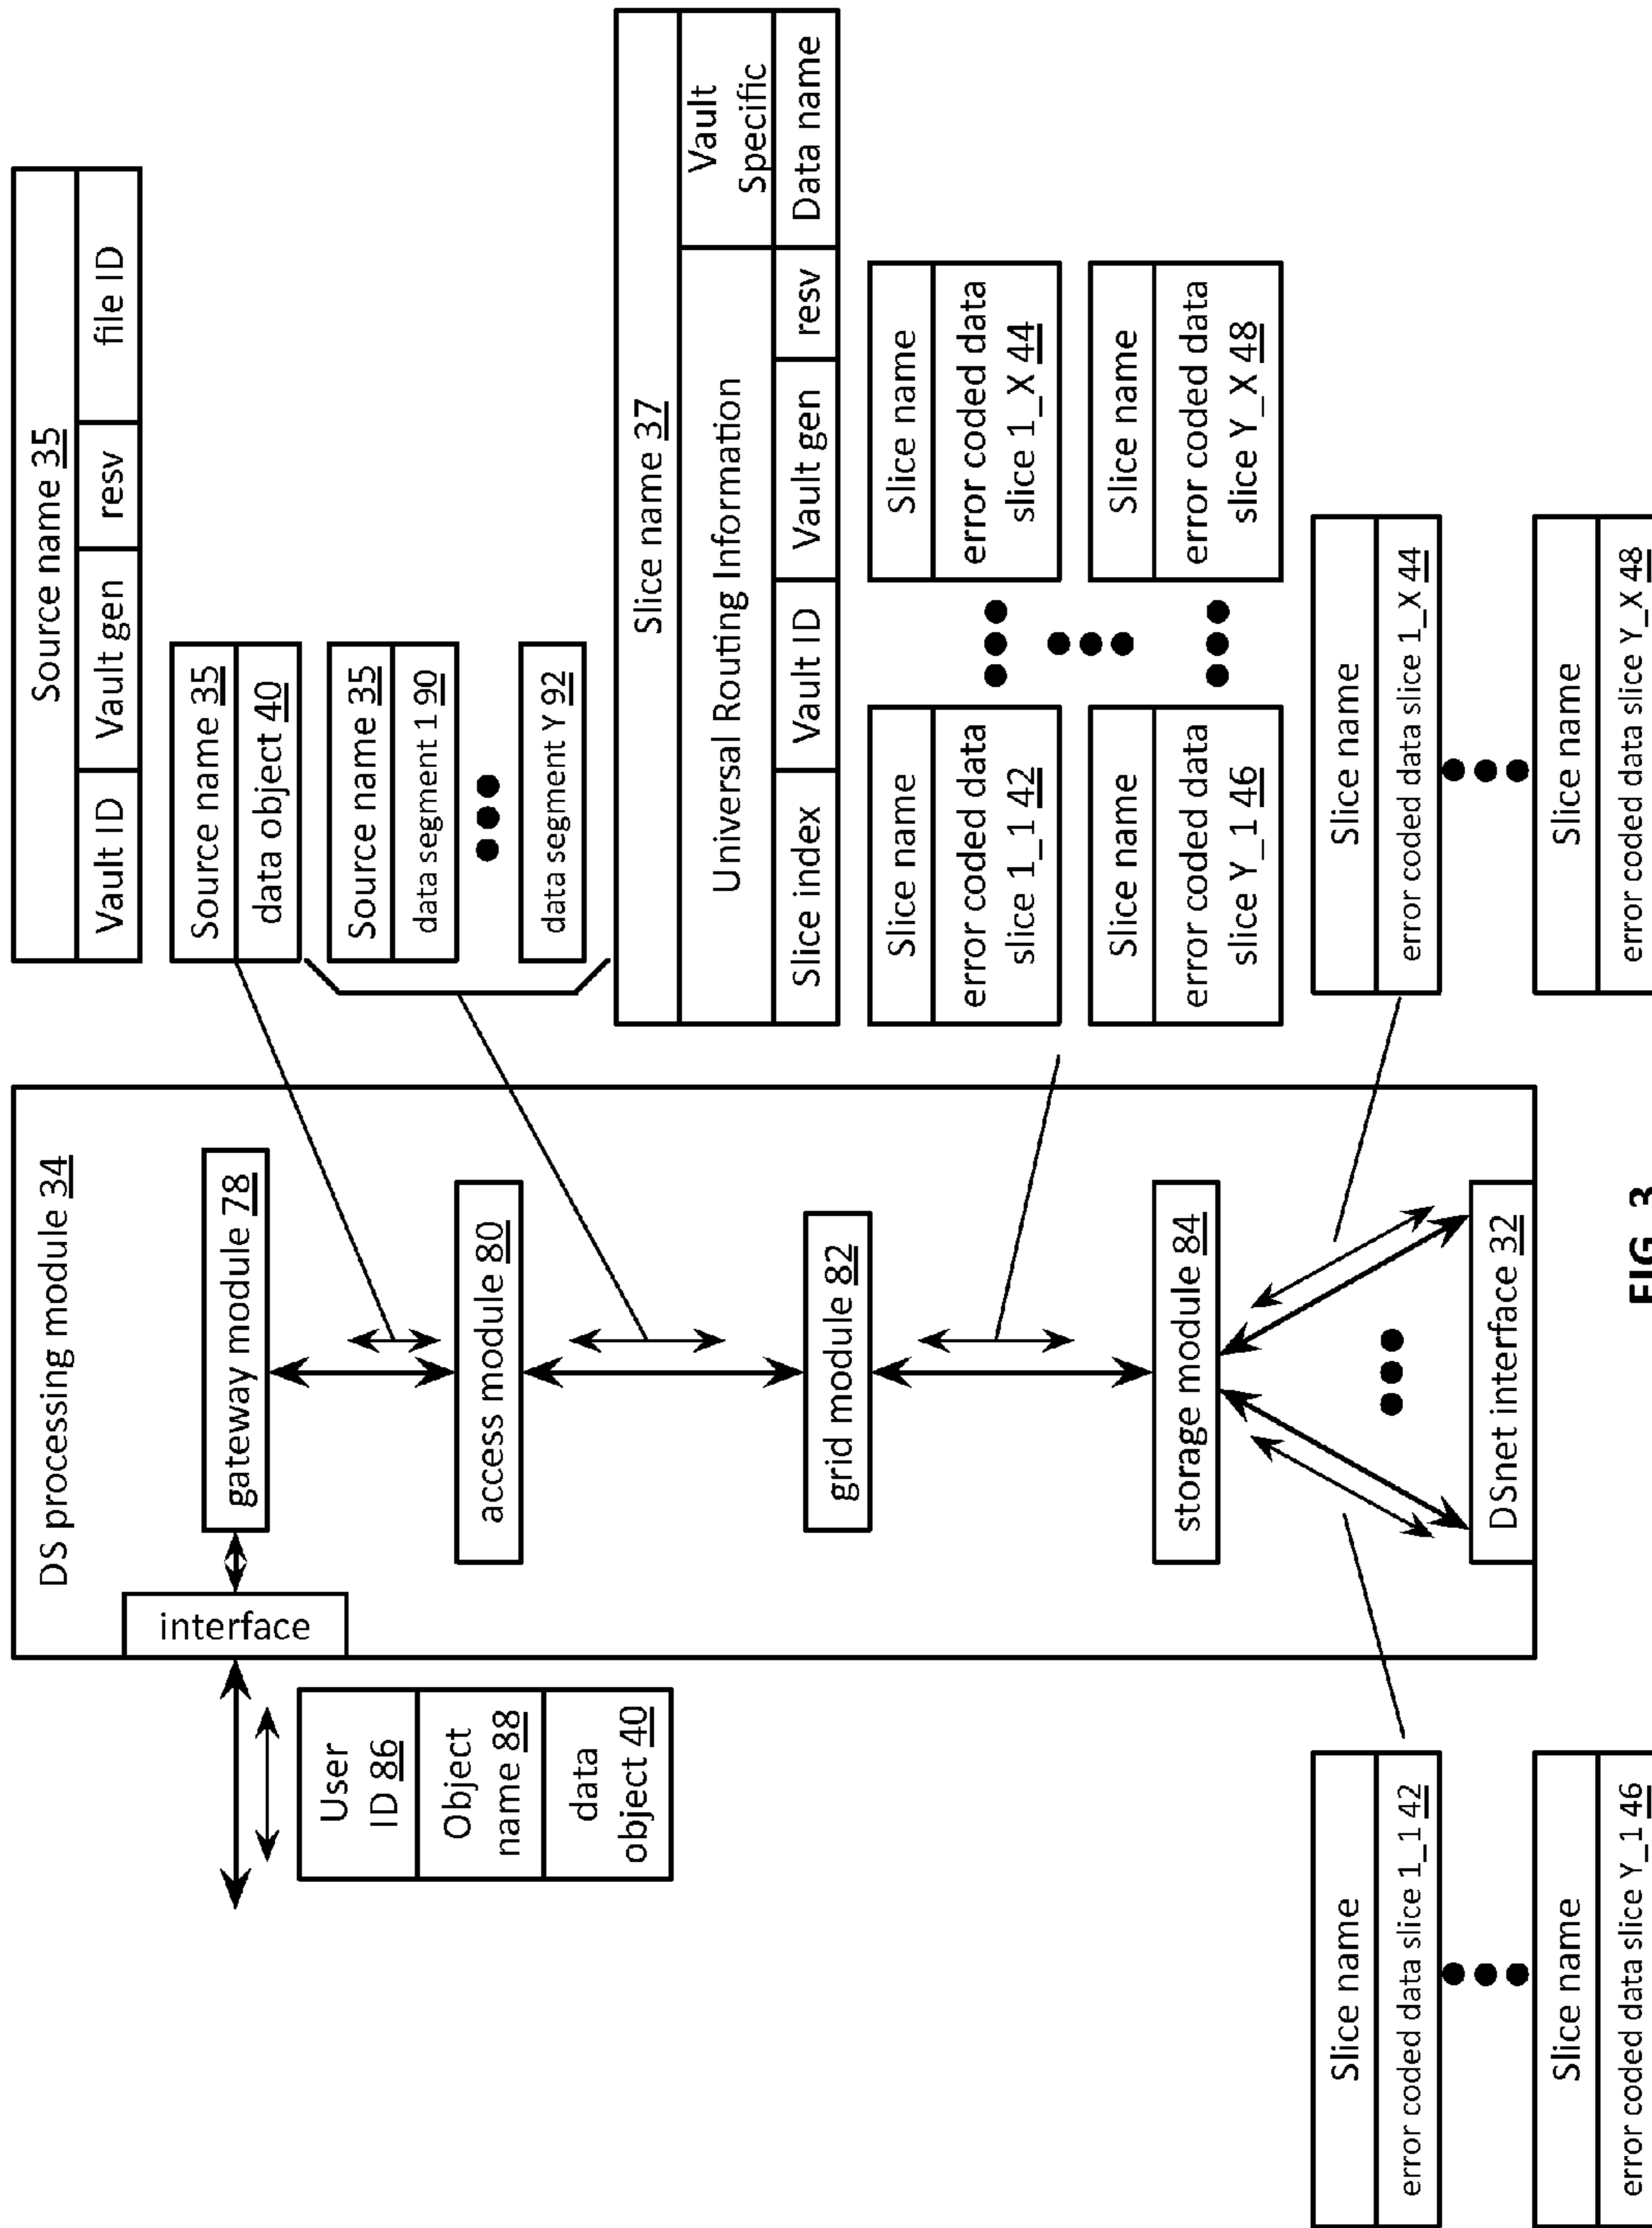 DS processing module 34
interface
gateway module 78
access module 80
grid module 82
storage module 84
DSnet interface 32
User
ID 86
Object
name 88
data
object 40
Source name 35
Vault ID
Vault gen
resv
file ID
Source name 35
data object 40
Source name 35
data segment 1 90
data segment Y 92
Slice name 37
Universal Routing Information
Vault
Specific
Slice index
Vault ID
Vault gen
resv
Data name
Slice name
error coded data
slice 1_1 42
Slice name
error coded data
slice 1_X 44
Slice name
error coded data
slice Y_1 46
Slice name
error coded data
slice Y_X 48
Slice name
error coded data slice 1_1 42
Slice name
error coded data slice Y_1 46
Slice name
error coded data slice 1_X 44
Slice name
error coded data slice Y_X 48
FIG. 3